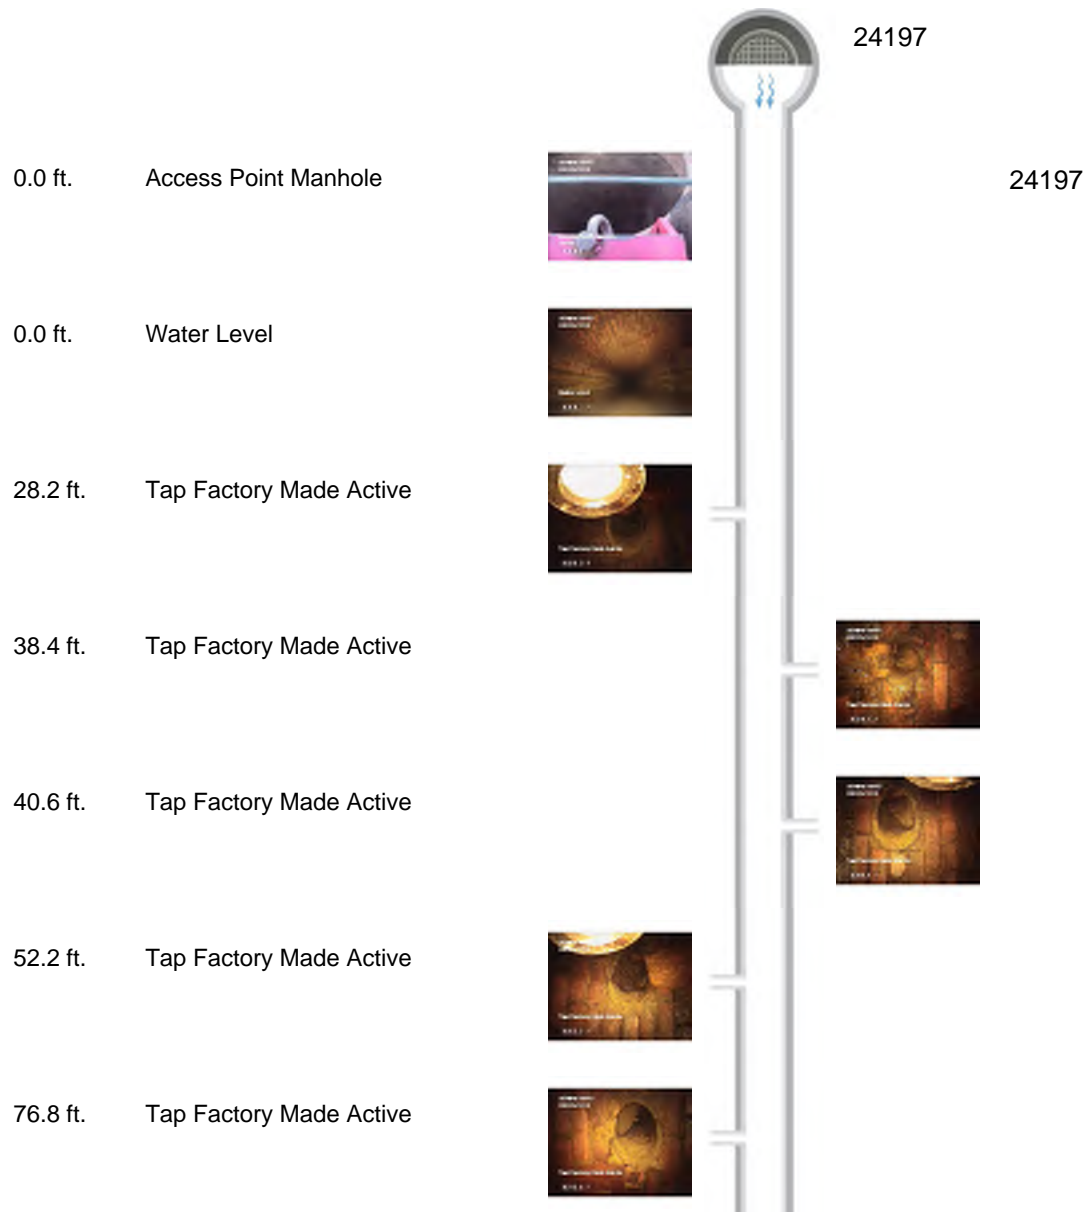 24197
0.0 ft. Access Point Manhole 24197
0.0 ft. Water Level
28.2 ft. Tap Factory Made Active
38.4 ft. Tap Factory Made Active
40.6 ft. Tap Factory Made Active
52.2 ft. Tap Factory Made Active
76.8 ft. Tap Factory Made Active